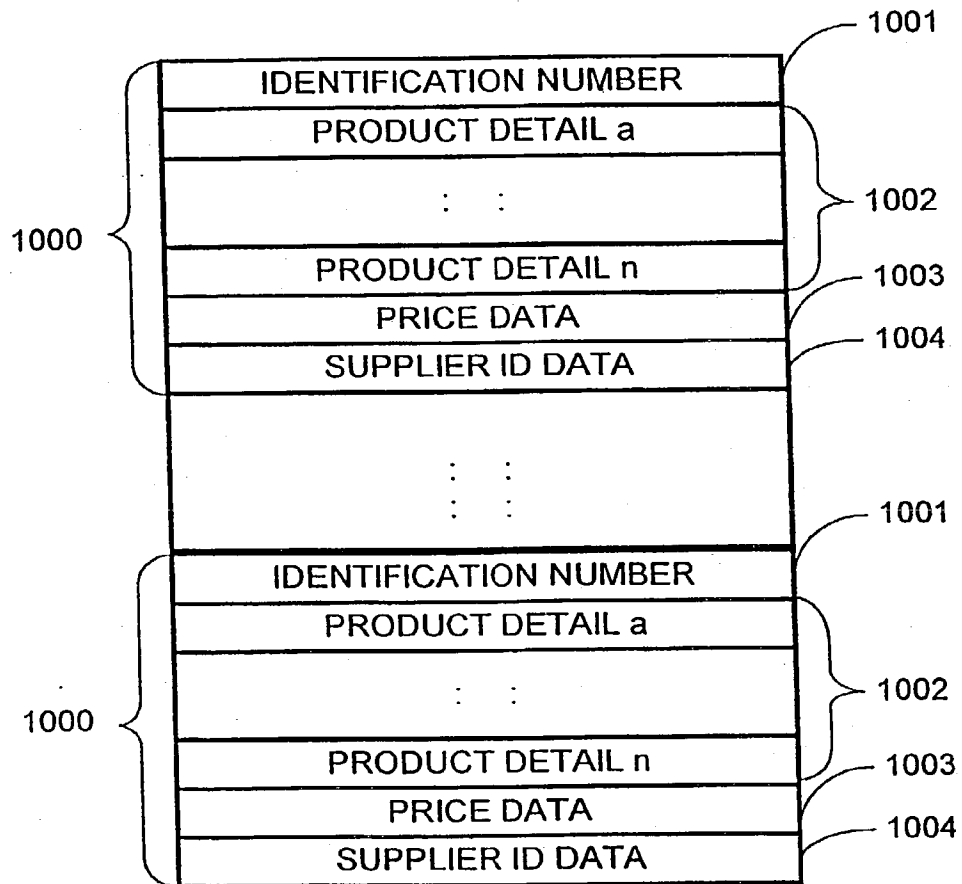 1001
IDENTIFICATION NUMBER
PRODUCT DETAIL a
: :
1002
1000
PRODUCT DETAIL n
1003
PRICE DATA
1004
SUPPLIER ID DATA
: :
: :
1001
IDENTIFICATION NUMBER
PRODUCT DETAIL a
: :
1002
1000
PRODUCT DETAIL n
1003
PRICE DATA
1004
SUPPLIER ID DATA